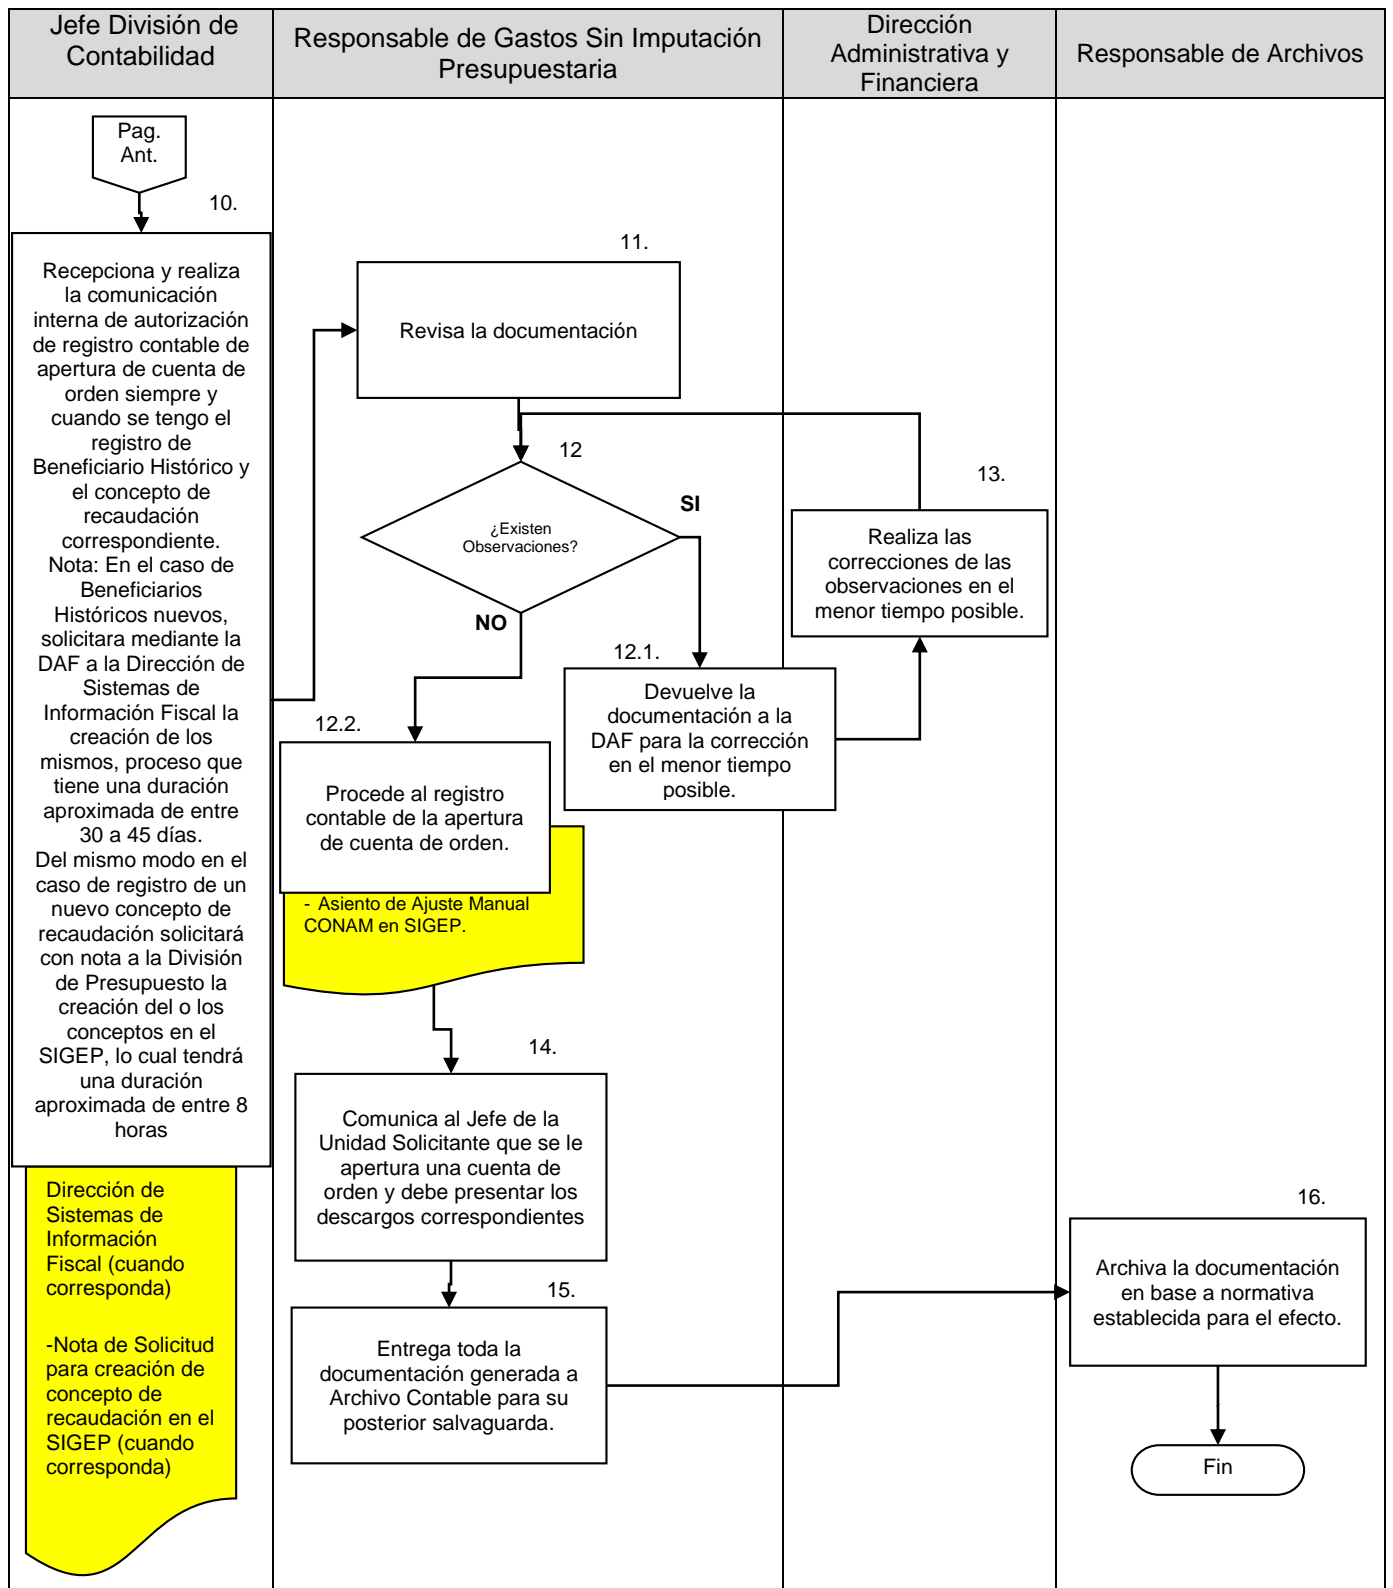 Jefe División de
Contabilidad
Responsable de Gastos Sin Imputación
Presupuestaria
Dirección
Administrativa y
Financiera
Responsable de Archivos
Pag.
Ant.
10.
Recepciona y realiza
la comunicación
interna de autorización
de registro contable de
apertura de cuenta de
orden siempre y
cuando se tengo el
registro de
Beneficiario Histórico y
el concepto de
recaudación
correspondiente.
Nota: En el caso de
Beneficiarios
Históricos nuevos,
solicitara mediante la
DAF a la Dirección de
Sistemas de
Información Fiscal la
creación de los
mismos, proceso que
tiene una duración
aproximada de entre
30 a 45 días.
Del mismo modo en el
caso de registro de un
nuevo concepto de
recaudación solicitará
con nota a la División
de Presupuesto la
creación del o los
conceptos en el
SIGEP, lo cual tendrá
una duración
aproximada de entre 8
horas
Dirección de
Sistemas de
Información
Fiscal (cuando
corresponda)
-Nota de Solicitud
para creación de
concepto de
recaudación en el
SIGEP (cuando
corresponda)
11.
Revisa la documentación
12
¿Existen
Observaciones?
SI
NO
13.
Realiza las
correcciones de las
observaciones en el
menor tiempo posible.
12.1.
Devuelve la
documentación a la
DAF para la corrección
en el menor tiempo
posible.
12.2.
Procede al registro
contable de la apertura
de cuenta de orden.
- Asiento de Ajuste Manual
CONAM en SIGEP.
14.
Comunica al Jefe de la
Unidad Solicitante que se le
apertura una cuenta de
orden y debe presentar los
descargos correspondientes
15.
Entrega toda la
documentación generada a
Archivo Contable para su
posterior salvaguarda.
16.
Archiva la documentación
en base a normativa
establecida para el efecto.
Fin